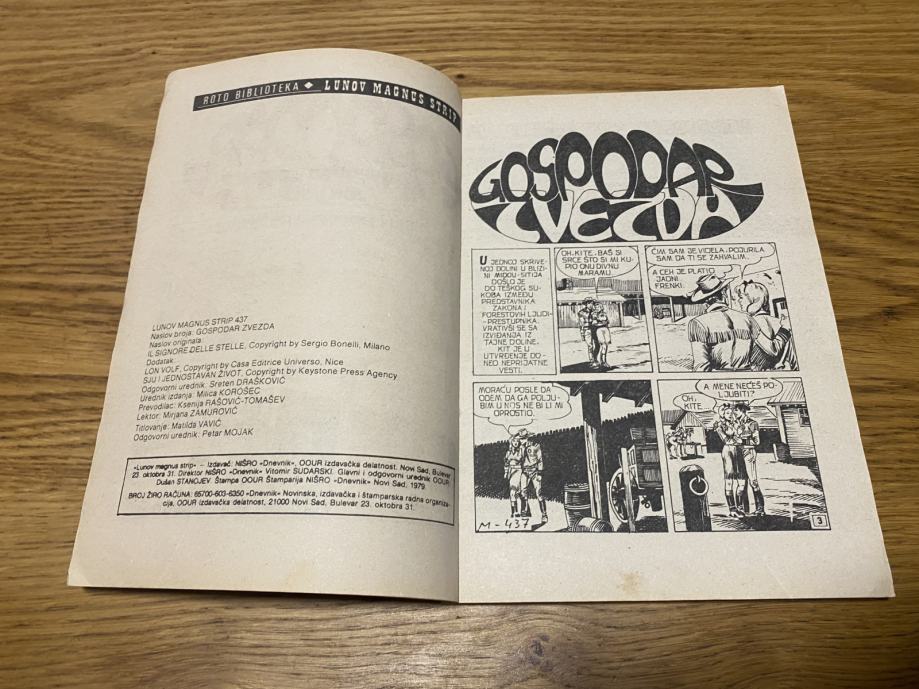 ROTO BIBLIOTEKA ◆ LUNOV MAGNUS STRIP
LUNOV MAGNUS STRIP 437
Naslov broja: GOSPODAR ZVEZDA
Naslov originala:
IL SIGNORE DELLE STELLE, Copyright by Sergio Bonelli, Milano
Dodatak:
LON VOLF, Copyright by Casa Editrice Universo, Nice
SJU I JEDNOSTAVAN ŽIVOT, Copyright by Keystone Press Agency
Odgovorni urednik: Sreten DRAŠKOVIĆ
Urednik izdanja: Milica KOROŠEC
Prevodilac: Ksenija RAŠOVIĆ-TOMAŠEV
Lektor: Mirjana ZAMUROVIĆ
Titlovanje: Matilda VAVIĆ
Odgovorni urednik: Petar MOJAK
«Lunov magnus strip» – Izdavač: NIŠRO «Dnevnik», OOUR izdavačka delatnost, Novi Sad, Bulevar
23. oktobra 31. Direktor NIŠRO «Dnevnik» Vitomir SUDARSKI. Glavni i odgovorni urednik OOUR
Dušan STANOJEV. Štampa OOUR Štamparija NIŠRO «Dnevnik», Novi Sad, 1979.
BROJ ŽIRO RAČUNA: 65700-603-6350 «Dnevnik» Novinska, izdavačka i štamparska radna organiza-
cija, OOUR izdavačka delatnost, 21000 Novi Sad, Bulevar 23. oktobra 31.
GOSPODAR
ZVEZDA
U JEDNOJ SKRIVE-
NOJ DOLINI U BLIZI-
NI MIDOU-SITIJA
DOŠLO JE
DO TEŠKOG SU-
KOBA IZMEĐU
PREDSTAVNIKA
ZAKONA I
FORESTOVIH LJUDI-
-PRESTUPNIKA.
VRATIVŠI SE SA
IZVIĐANJA IZ
TAJNE DOLINE,
KIT JE U
UTVRĐENJE DO-
NEO NEPRIJATNE
VESTI.
OH, KITE, BAŠ SI
SRCE ŠTO SI MI KU-
PIO ONU DIVNU
MARAMU.
ČIM SAM JE VIDELA, POJURILA
SAM DA TI SE ZAHVALIM.
A CEH JE PLATIO
JADNI
FRENKI.
MORAĆU POSLE DA
ODEM DA GA POLJU-
BIM U NOS NE BI LI MI
OPROSTIO.
M-437
A MENE NEĆEŠ PO-
LJUBITI?
OH,
KITE.
3